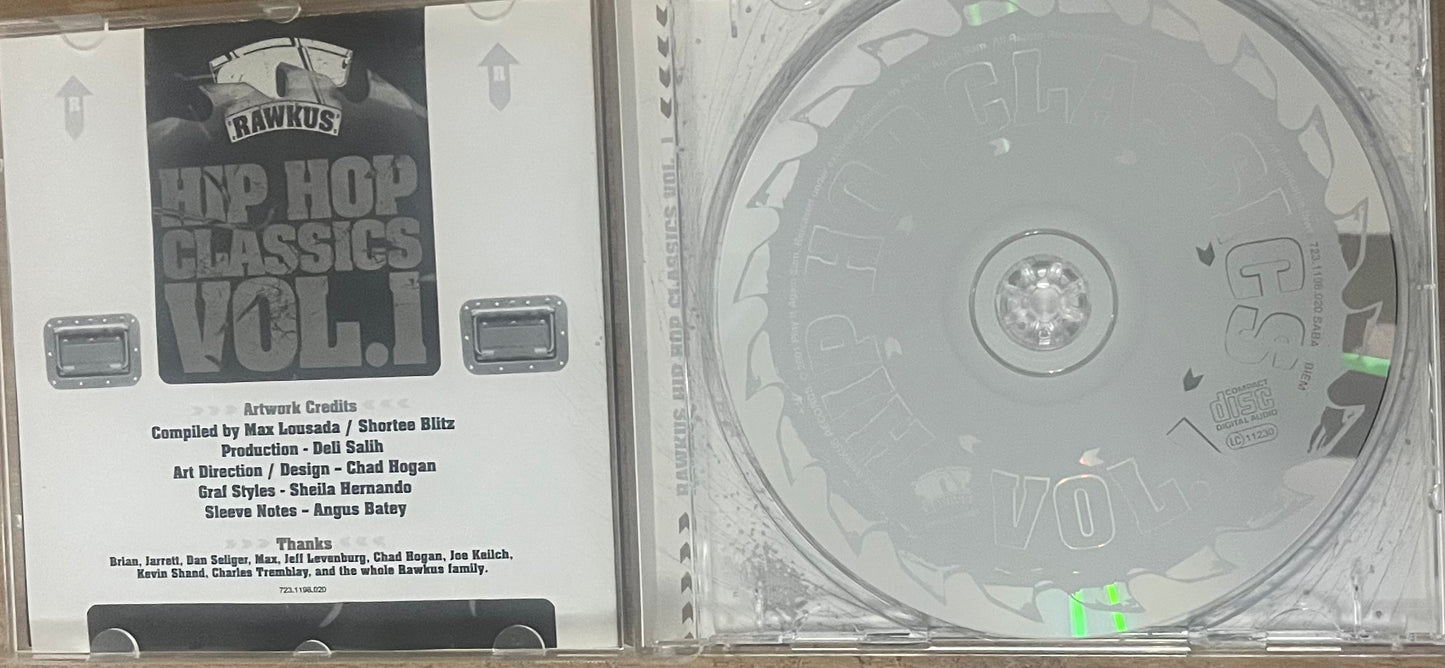 R
R
RAWKUS
HIP HOP
CLASSICS
VOL.1
Artwork Credits
Compiled by Max Lousada / Shortee Blitz
Production - Deli Salih
Art Direction / Design – Chad Hogan
Graf Styles - Sheila Hernando
Sleeve Notes – Angus Batey
Thanks
Brian, Jarrett, Dan Seliger, Max, Jeff Levenburg, Chad Hogan, Joe Keilch,
Kevin Shand, Charles Tremblay, and the whole Rawkus family.
723.1198.020
RAWKUS HIP HOP CLASSICS VOL. 1
HIP HOP CLASSICS
VOL.
723.1198.020 SABA
BIEM
COMPACT
disc
DIGITAL AUDIO
LC 11230